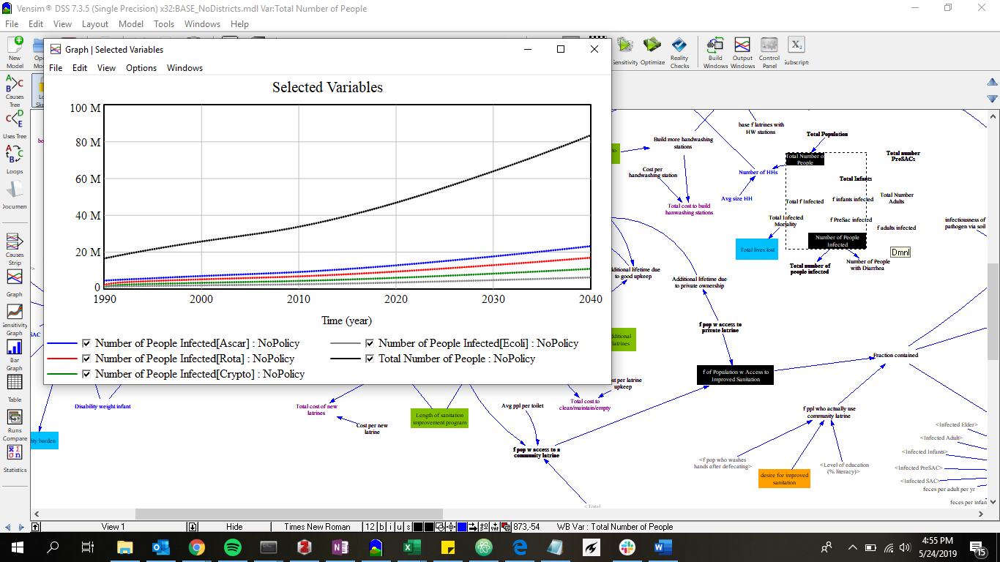 Vensim® DSS 7.3.5 (Single Precision) x32:BASE_NoDistricts.mdl Var:Total Number of People
File Edit View Layout Model Tools Windows Help
New
Model
Sensitivity
Optimize
Reality
Checks
Build
Windows
Output
Windows
Control
Panel
Subscript
Causes
Tree
Uses Tree
Loops
Documen
Causes
Strip
Graph
Sensitivity
Graph
Bar
Graph
Table
Runs
Compare
Statistics
Graph | Selected Variables
File Edit View Options Windows
Selected Variables
100 M
80 M
60 M
40 M
20 M
0
1990 2000 2010 2020 2030 2040
Time (year)
Number of People Infected[Ascar] : NoPolicy
Number of People Infected[Rota] : NoPolicy
Number of People Infected[Crypto] : NoPolicy
Number of People Infected[Ecoli] : NoPolicy
Total Number of People : NoPolicy
base f latrines with
HW stations
Total Population
Build more handwashing
stations
Total Number of
People
Total number
PreSACs
Cost per
handwashing station
Number of HHs
Total Infants
Avg size HH
Total f Infected
f infants infected
Total Number
Adults
Total cost to build
hanwashing stations
Total Infected
Mortality
f PreSac infected
f adults infected
infectiousness of
pathogen via soil
Number of People
Infected
Total lives lost
Dmnl
Total number of
people infected
Number of People
with Diarrhea
dditional lifetime due
to good upkeep
Additional lifetime due
to private ownership
f pop w access to
private latrine
dditional
latrines
Fraction contained
f of Population w Access to
Improved Sanitation
st per latrine
upkeep
Disability weight infant
Total cost of new
latrines
Cost per new
latrine
Length of sanitation
improvement program
Avg ppl per toilet
Total cost to
clean/maintain/empty
f ppl who actually use
community latrine
f pop w access to a
community latrine
ity burden
SAC
<f pop who washes
hands after defecating>
<Level of education
(% literacy)>
desire for improved
sanitation
<Infected Elder>
<Infected Adult>
<Infected Infants>
<Infected PreSAC>
<Infected SAC>
feces per adult per yr
feces per infan
<Total
View 1 Hide Times New Roman 12 b i u s 873,-54 WB Var : Total Number of People
4:55 PM
5/24/2019
15